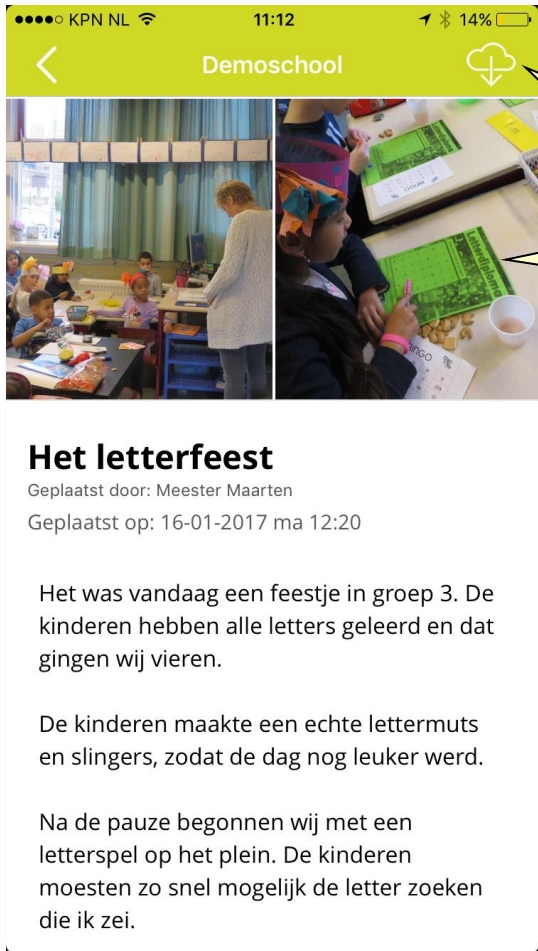 KPN NL 11:12 14%
Demoschool
Letterdiploma
BINGO
Het letterfeest
Geplaatst door: Meester Maarten
Geplaatst op: 16-01-2017 ma 12:20
Het was vandaag een feestje in groep 3. De
kinderen hebben alle letters geleerd en dat
gingen wij vieren.
De kinderen maakte een echte lettermuts
en slingers, zodat de dag nog leuker werd.
Na de pauze begonnen wij met een
letterspel op het plein. De kinderen
moesten zo snel mogelijk de letter zoeken
die ik zei.